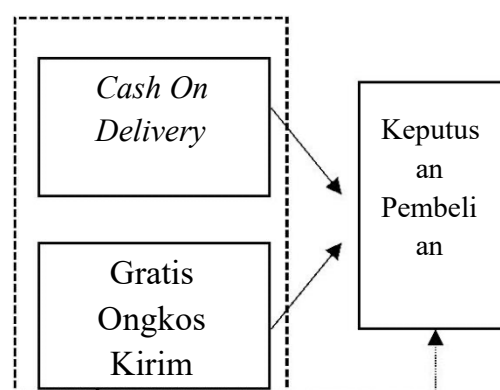 Cash On
Delivery
Gratis
Ongkos
Kirim
Keputus
an
Pembeli
an